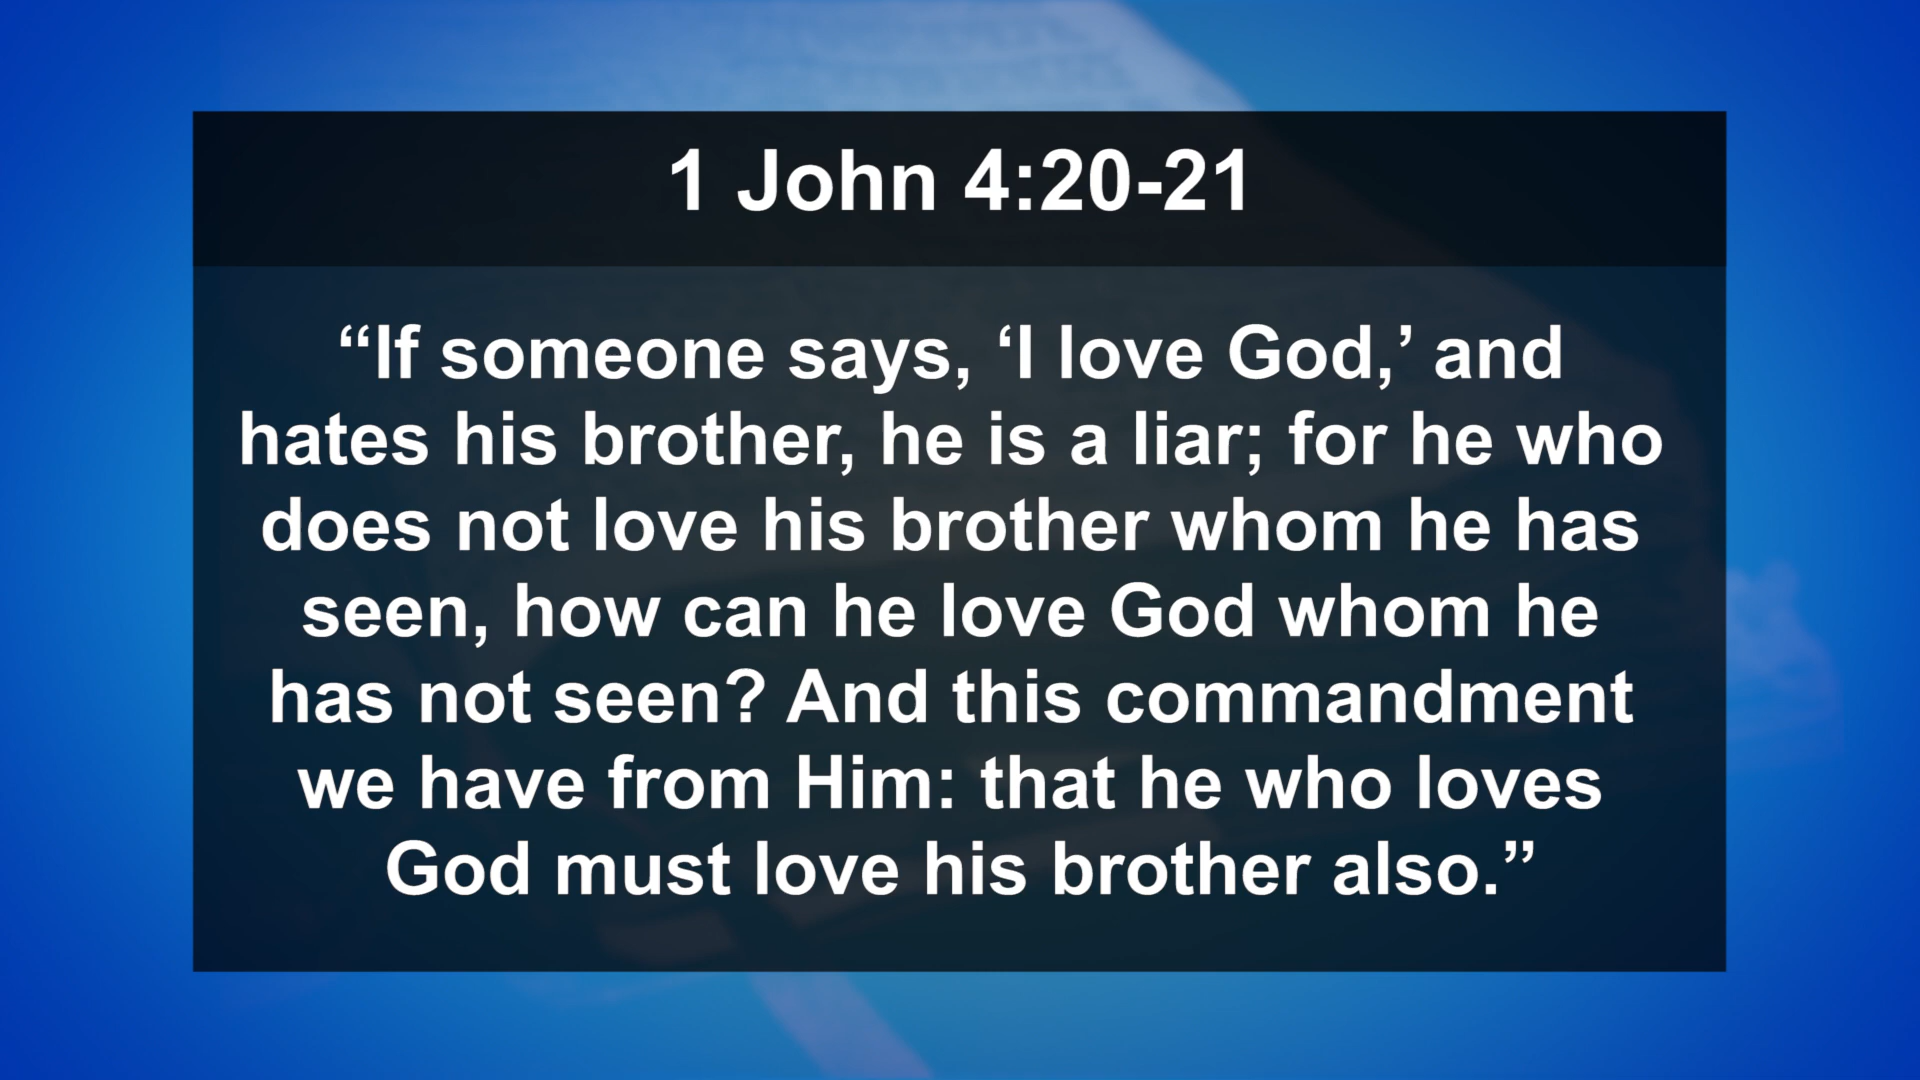 1 John 4:20-21
“If someone says, ‘I love God,’ and
hates his brother, he is a liar; for he who
does not love his brother whom he has
seen, how can he love God whom he
has not seen? And this commandment
we have from Him: that he who loves
God must love his brother also.”